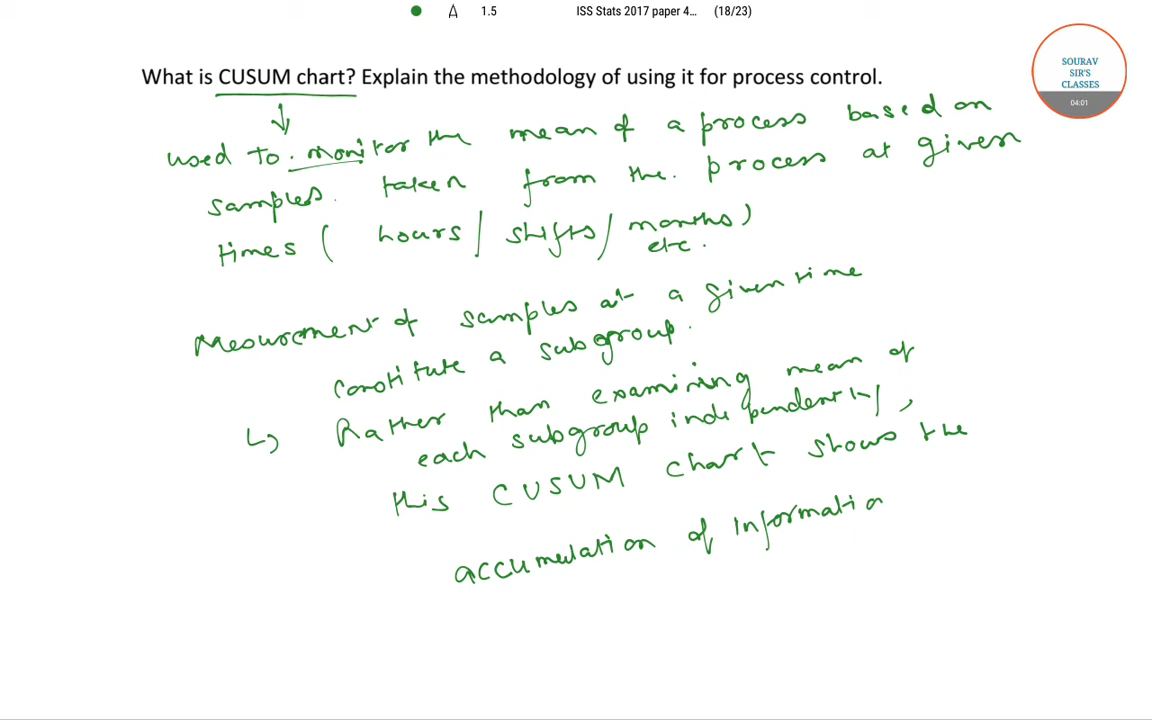 1.5 ISS Stats 2017 paper 4... (18/23)
SOURAV
SIR'S
CLASSES
04:01
What is CUSUM chart? Explain the methodology of using it for process control.
used to monitor the mean of a process based on
samples taken from the process at given
times ( hours / shifts / months)
etc.
Measurement of samples at a given time
constitute a subgroup.
Rather than examining mean of
each subgroup independently,
this CUSUM chart shows the
accumulation of informatio